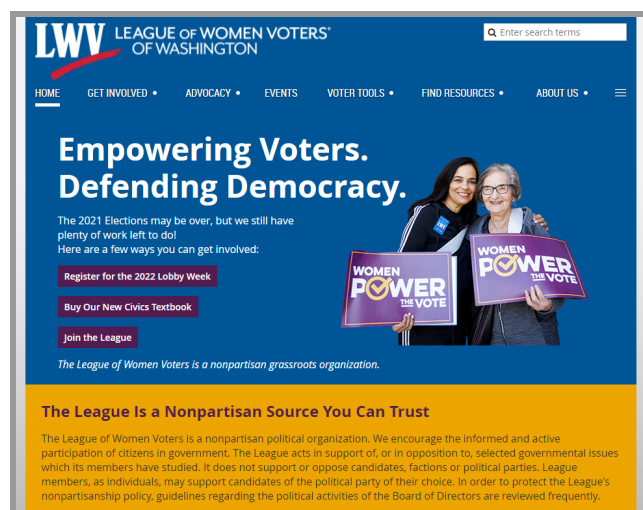 LWV LEAGUE OF WOMEN VOTERS®
OF WASHINGTON
Enter search terms
HOME GET INVOLVED • ADVOCACY • EVENTS VOTER TOOLS • FIND RESOURCES • ABOUT US •
Empowering Voters.
Defending Democracy.
The 2021 Elections may be over, but we still have
plenty of work left to do!
Here are a few ways you can get involved:
Register for the 2022 Lobby Week
Buy Our New Civics Textbook
Join the League
LWV
WOMEN
POWER
THE VOTE
WOMEN
POWER
THE VOTE
The League of Women Voters is a nonpartisan grassroots organization.
The League Is a Nonpartisan Source You Can Trust
The League of Women Voters is a nonpartisan political organization. We encourage the informed and active
participation of citizens in government. The League acts in support of, or in opposition to, selected governmental issues
which its members have studied. It does not support or oppose candidates, factions or political parties. League
members, as individuals, may support candidates of the political party of their choice. In order to protect the League's
nonpartisanship policy, guidelines regarding the political activities of the Board of Directors are reviewed frequently.